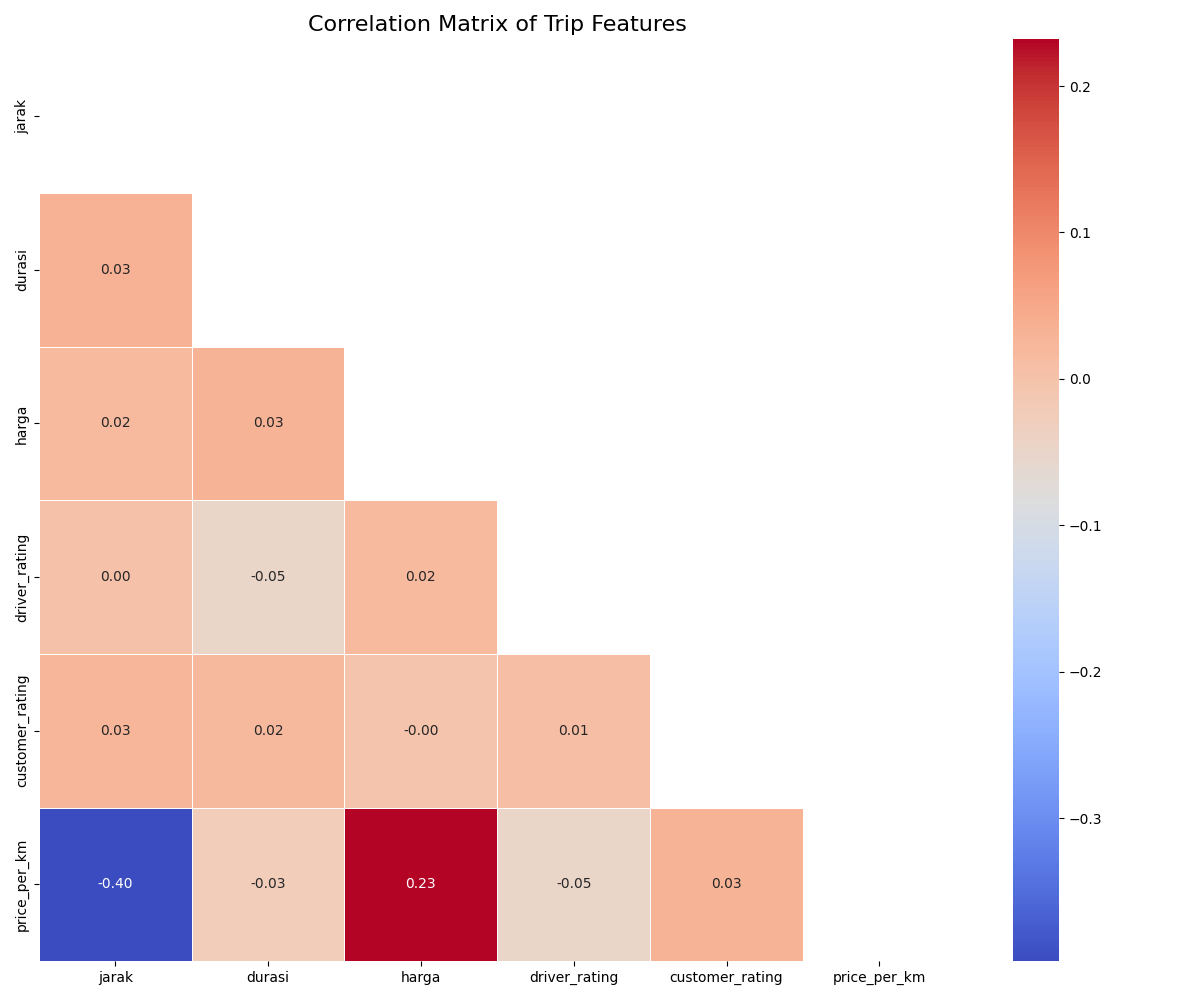 Correlation Matrix of Trip Features
jarak
durasi
harga
driver_rating
customer_rating
price_per_km
0.03
0.02 0.03
0.00 -0.05 0.02
0.03 0.02 -0.00 0.01
-0.40 -0.03 0.23 -0.05 0.03
jarak durasi harga driver_rating customer_rating price_per_km
0.2
0.1
0.0
−0.1
−0.2
−0.3